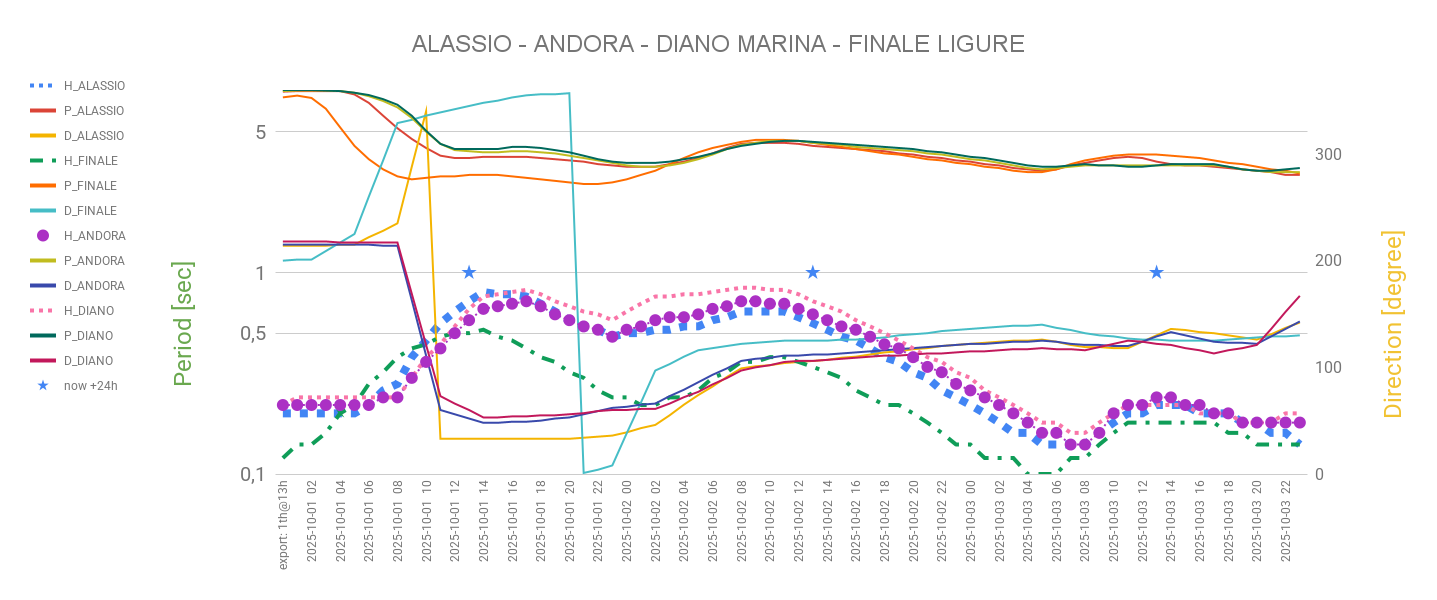 ALASSIO - ANDORA - DIANO MARINA - FINALE LIGURE
H_ALASSIO
P_ALASSIO
D_ALASSIO
H_FINALE
P_FINALE
D_FINALE
H_ANDORA
P_ANDORA
D_ANDORA
H_DIANO
P_DIANO
D_DIANO
now +24h
Period [sec]
5
1
0,5
0,1
300
200
100
0
Direction [degree]
export: 1th@13h
2025-10-01 02
2025-10-01 04
2025-10-01 06
2025-10-01 08
2025-10-01 10
2025-10-01 12
2025-10-01 14
2025-10-01 16
2025-10-01 18
2025-10-01 20
2025-10-01 22
2025-10-02 00
2025-10-02 02
2025-10-02 04
2025-10-02 06
2025-10-02 08
2025-10-02 10
2025-10-02 12
2025-10-02 14
2025-10-02 16
2025-10-02 18
2025-10-02 20
2025-10-02 22
2025-10-03 00
2025-10-03 02
2025-10-03 04
2025-10-03 06
2025-10-03 08
2025-10-03 10
2025-10-03 12
2025-10-03 14
2025-10-03 16
2025-10-03 18
2025-10-03 20
2025-10-03 22